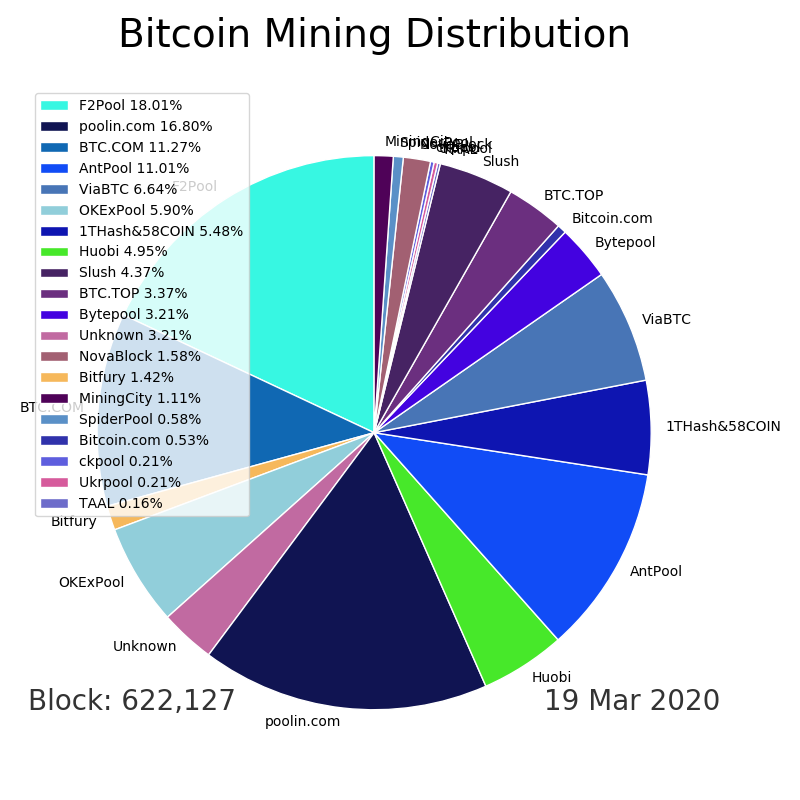 Bitcoin Mining Distribution
F2Pool 18.01%
poolin.com 16.80%
BTC.COM 11.27%
AntPool 11.01%
ViaBTC 6.64%
OKExPool 5.90%
1THash&58COIN 5.48%
Huobi 4.95%
Slush 4.37%
BTC.TOP 3.37%
Bytepool 3.21%
Unknown 3.21%
NovaBlock 1.58%
Bitfury 1.42%
MiningCity 1.11%
SpiderPool 0.58%
Bitcoin.com 0.53%
ckpool 0.21%
Ukrpool 0.21%
TAAL 0.16%
F2Pool
BTC.COM
Bitfury
OKExPool
Unknown
poolin.com
Huobi
AntPool
1THash&58COIN
ViaBTC
Bytepool
Bitcoin.com
BTC.TOP
Slush
MiningCity
Block: 622,127
19 Mar 2020